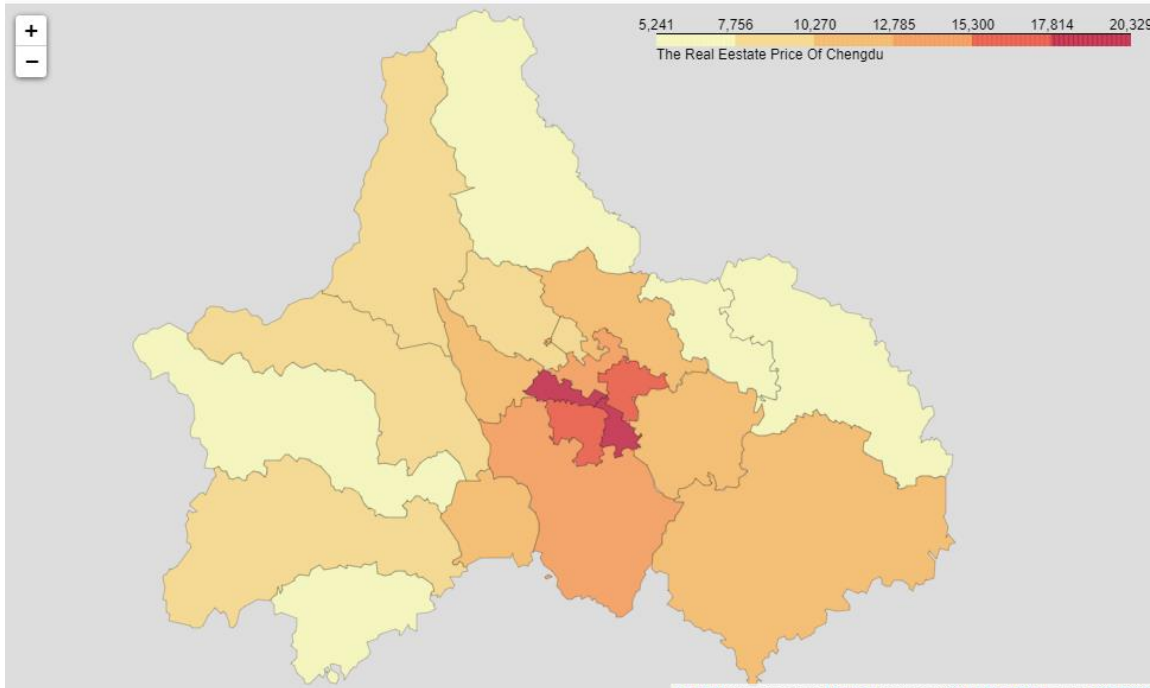 +
−
5,241 7,756 10,270 12,785 15,300 17,814 20,329
The Real Eestate Price Of Chengdu